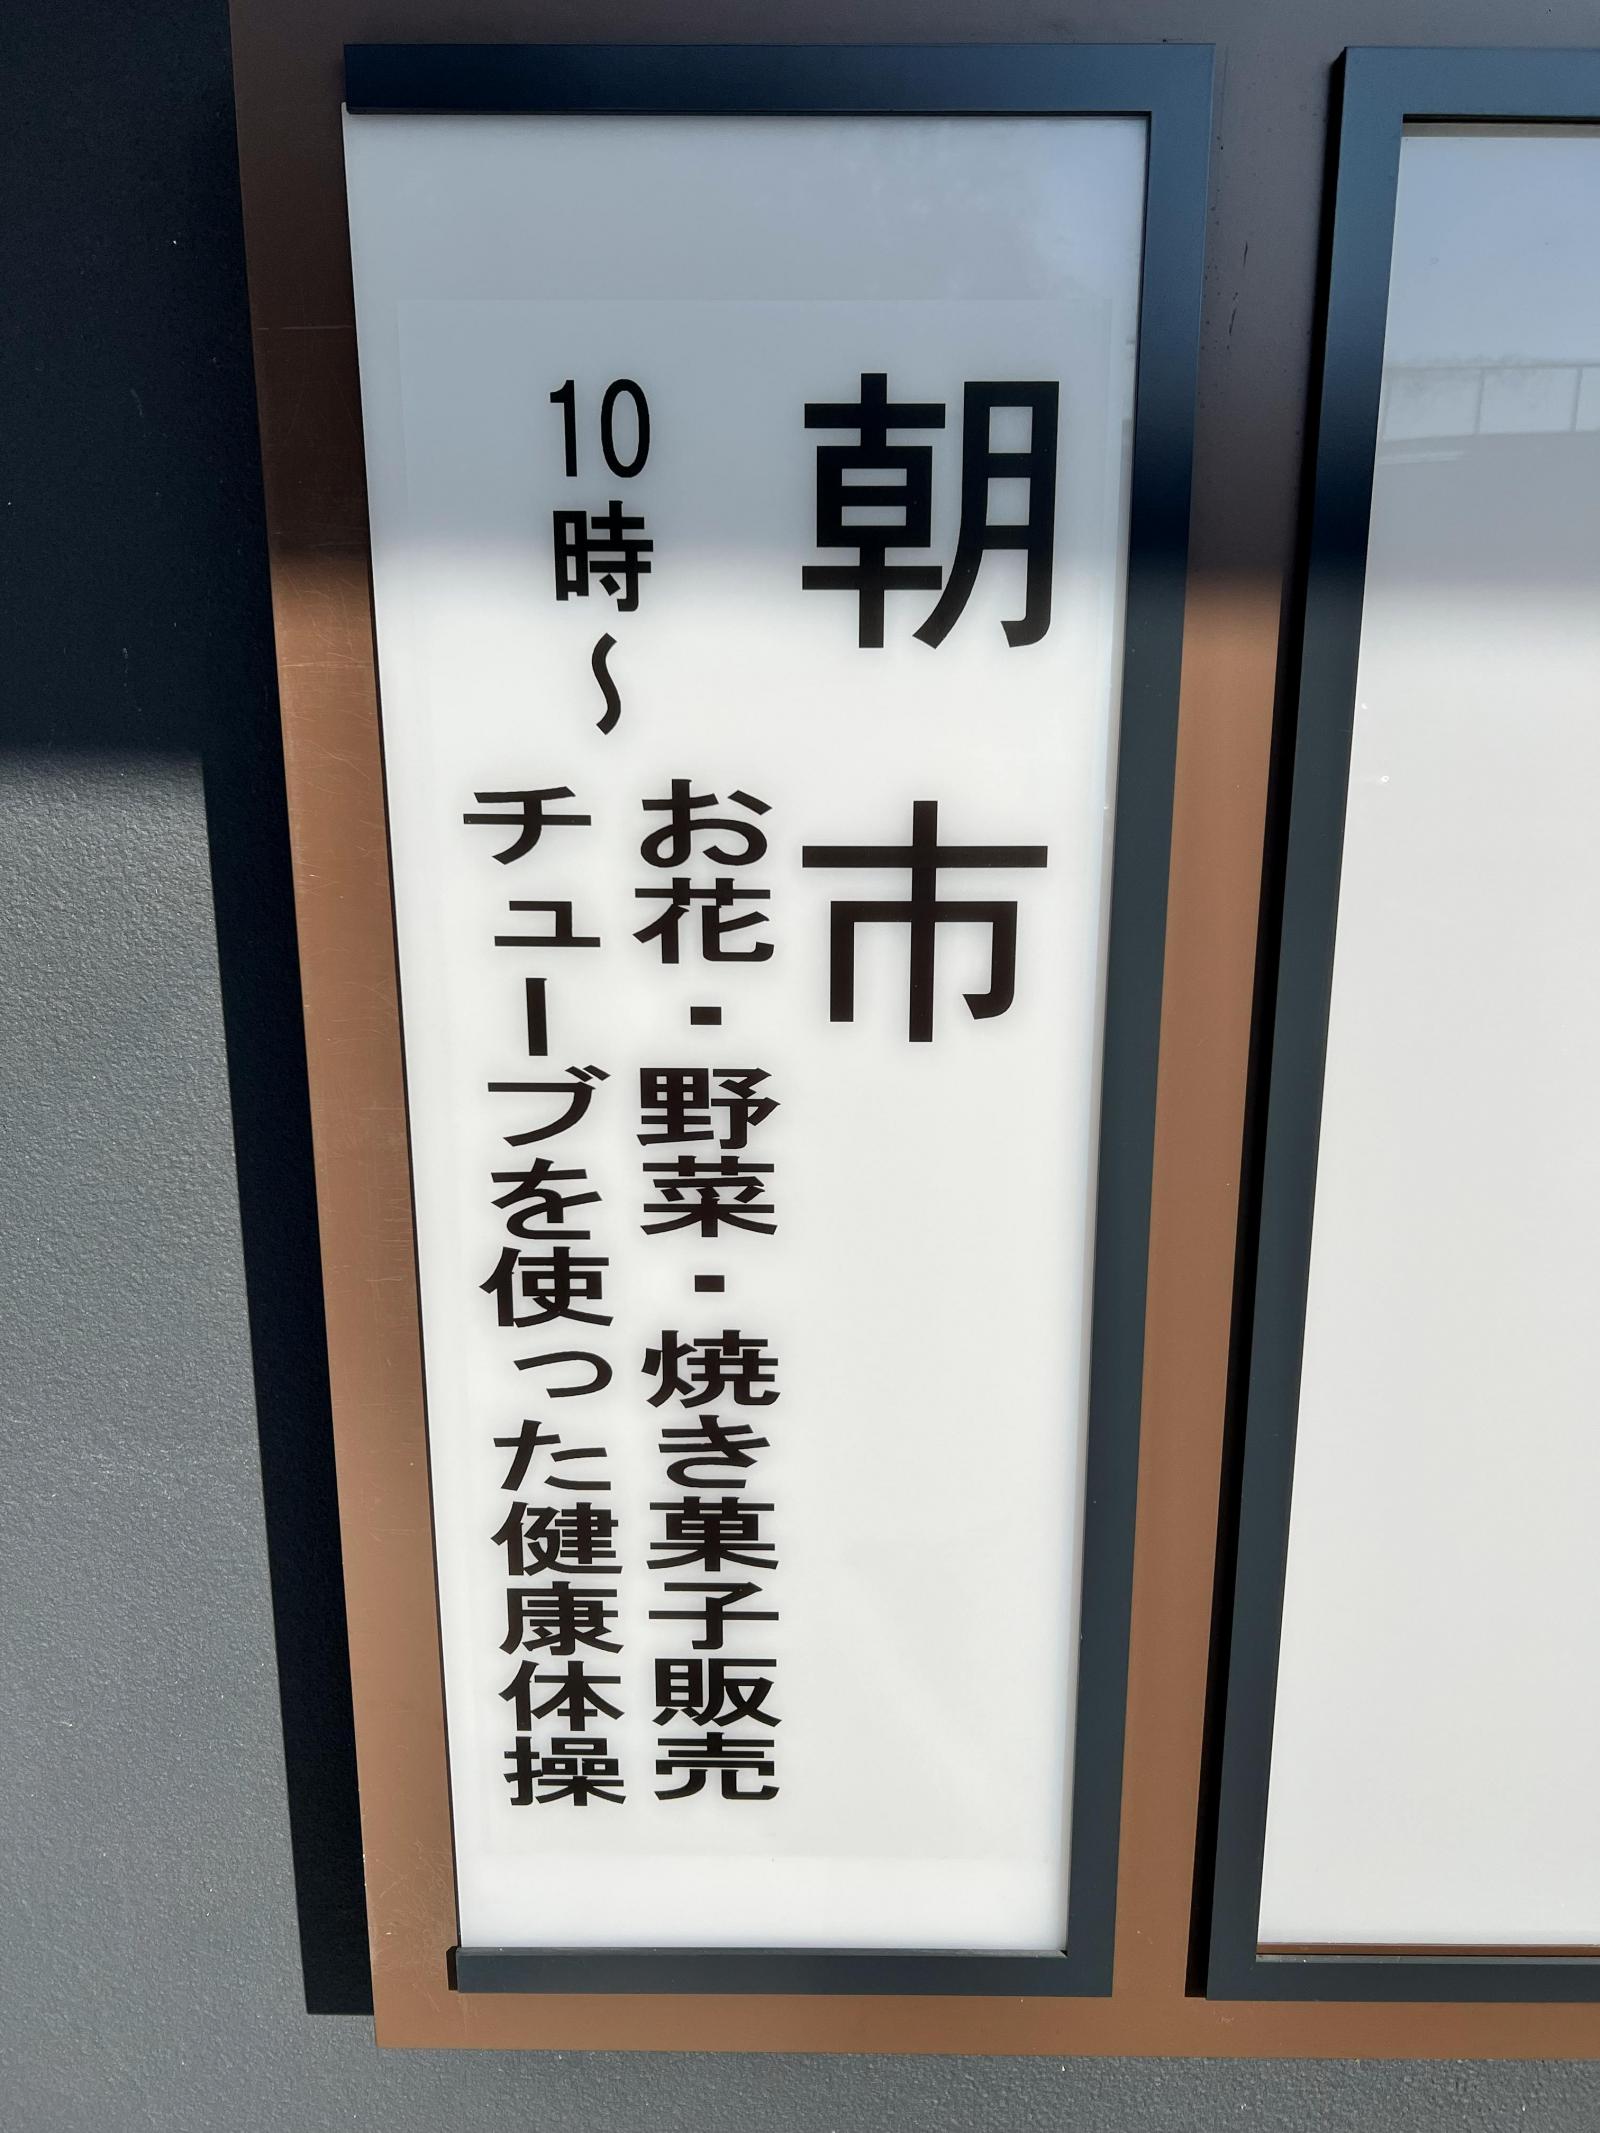 朝市
10時～
お花・野菜・焼き菓子販売
チューブを使った健康体操